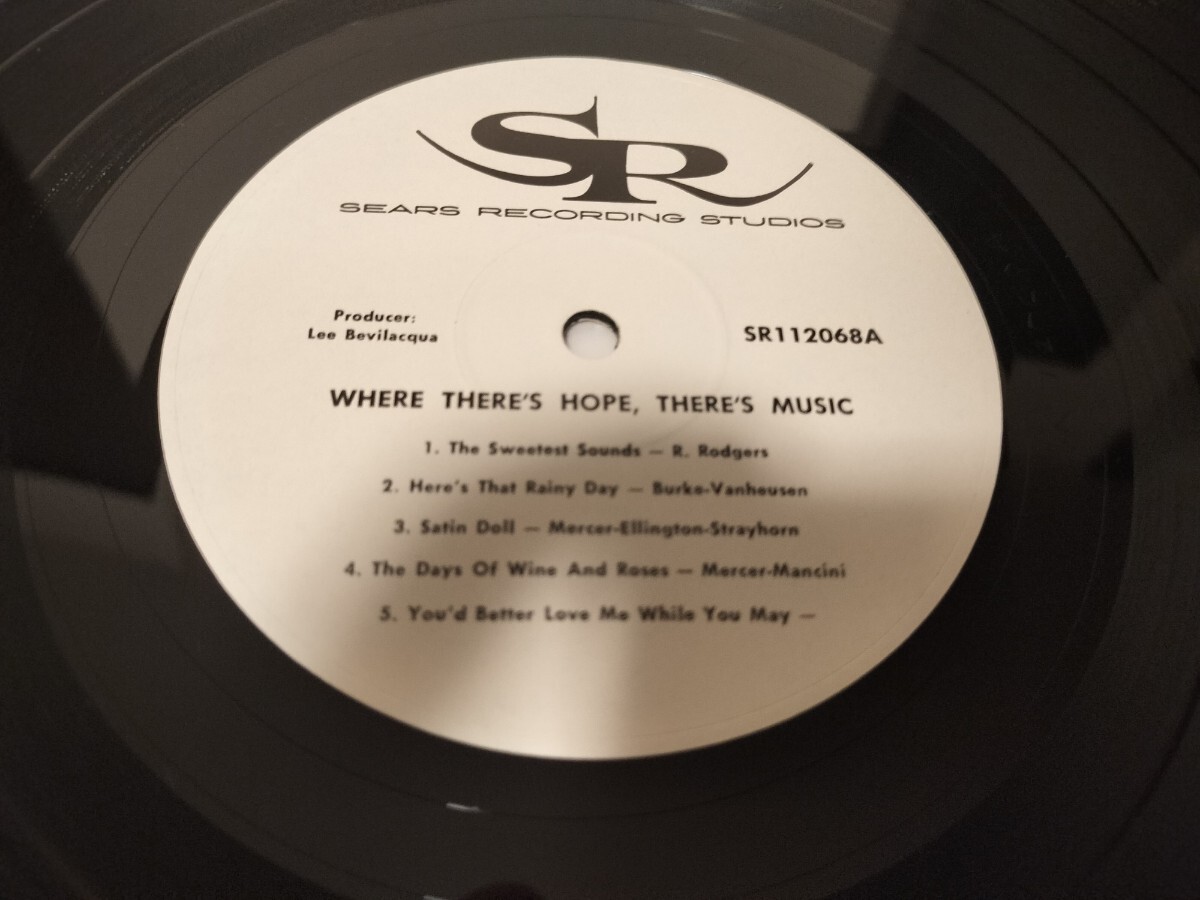 SR
SEARS RECORDING STUDIOS
Producer:
Lee Bevilacqua
SR112068A
WHERE THERE'S HOPE, THERE'S MUSIC
1. The Sweetest Sounds — R. Rodgers
2. Here's That Rainy Day — Burke-Vanheusen
3. Satin Doll — Mercer-Ellington-Strayhorn
4. The Days Of Wine And Roses — Mercer-Mancini
5. You'd Better Love Me While You May —